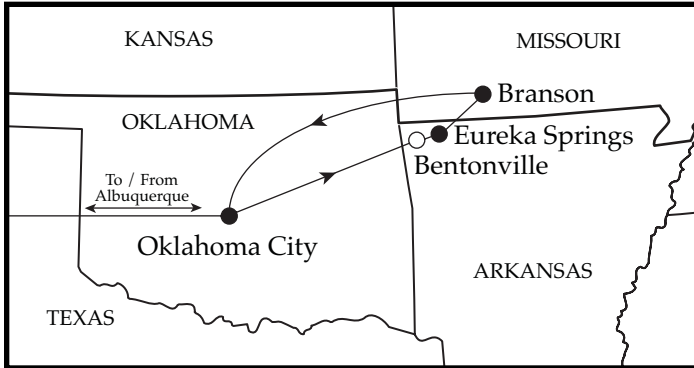 KANSAS
MISSOURI
Branson
OKLAHOMA
Eureka Springs
Bentonville
To / From
Albuquerque
Oklahoma City
ARKANSAS
TEXAS